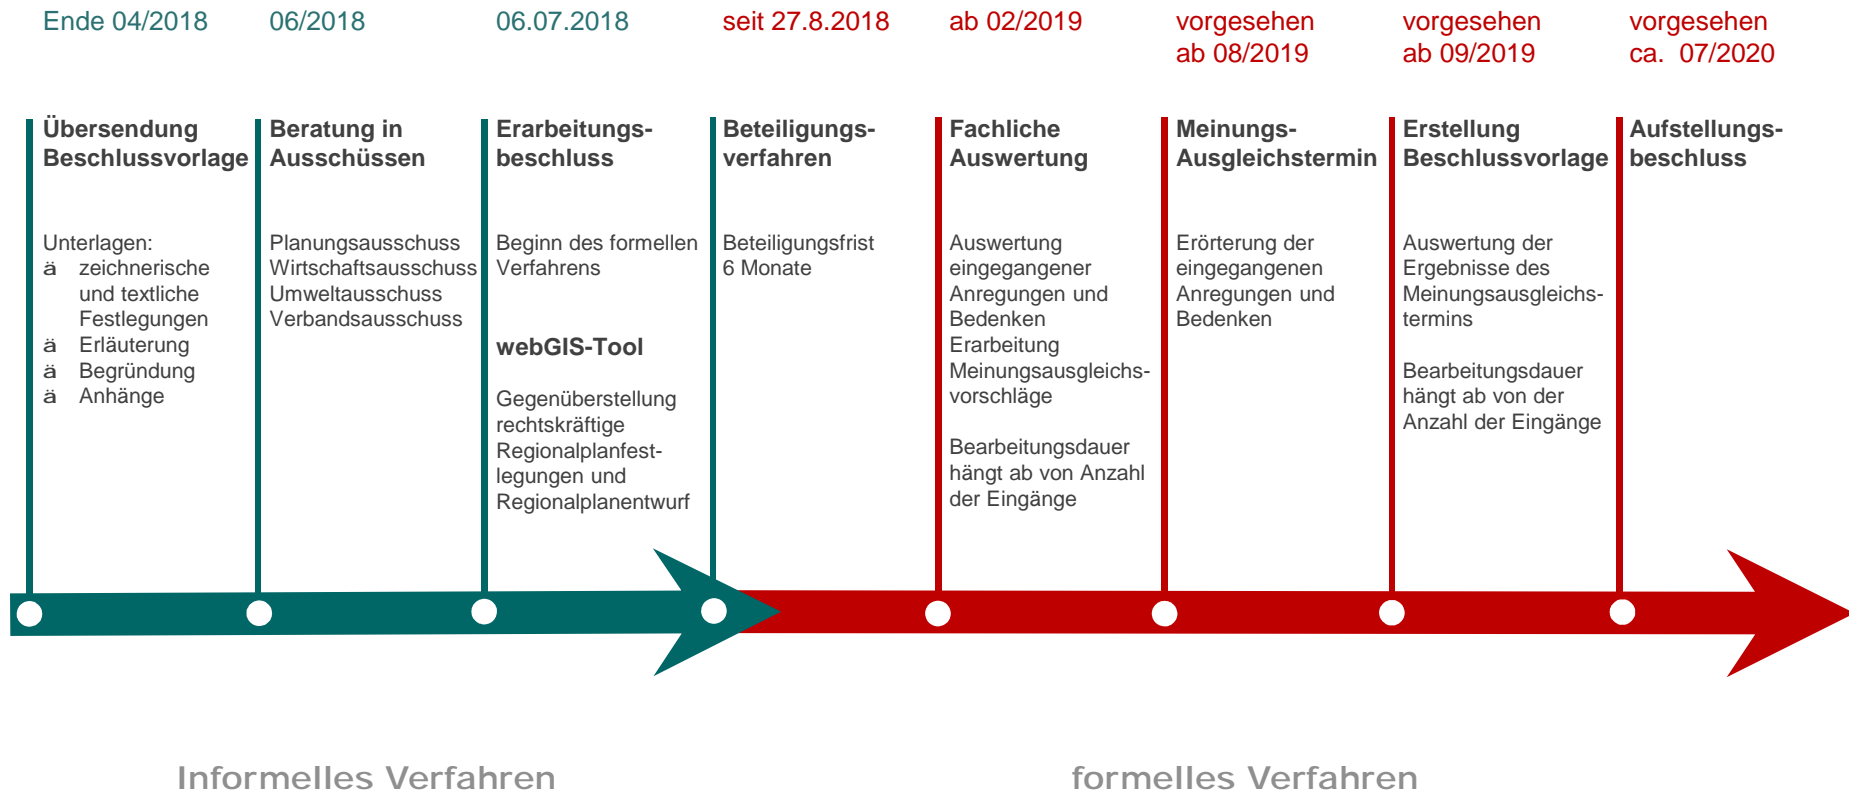 Ende 04/2018
Übersendung
Beschlussvorlage
Unterlagen:
ä zeichnerische
und textliche
Festlegungen
ä Erläuterung
ä Begründung
ä Anhänge
06/2018
Beratung in
Ausschüssen
Planungsausschuss
Wirtschaftsausschuss
Umweltausschuss
Verbandsausschuss
06.07.2018
Erarbeitungs-
beschluss
Beginn des formellen
Verfahrens
webGIS-Tool
Gegenüberstellung
rechtskräftige
Regionalplanfest-
legungen und
Regionalplanentwurf
seit 27.8.2018
Beteiligungs-
verfahren
Beteiligungsfrist
6 Monate
ab 02/2019
Fachliche
Auswertung
Auswertung
eingegangener
Anregungen und
Bedenken
Erarbeitung
Meinungsausgleichs-
vorschläge
Bearbeitungsdauer
hängt ab von Anzahl
der Eingänge
vorgesehen
ab 08/2019
Meinungs-
Ausgleichstermin
Erörterung der
eingegangenen
Anregungen und
Bedenken
vorgesehen
ab 09/2019
Erstellung
Beschlussvorlage
Auswertung der
Ergebnisse des
Meinungsausgleichs-
termins
Bearbeitungsdauer
hängt ab von der
Anzahl der Eingänge
vorgesehen
ca. 07/2020
Aufstellungs-
beschluss
Informelles Verfahren
formelles Verfahren